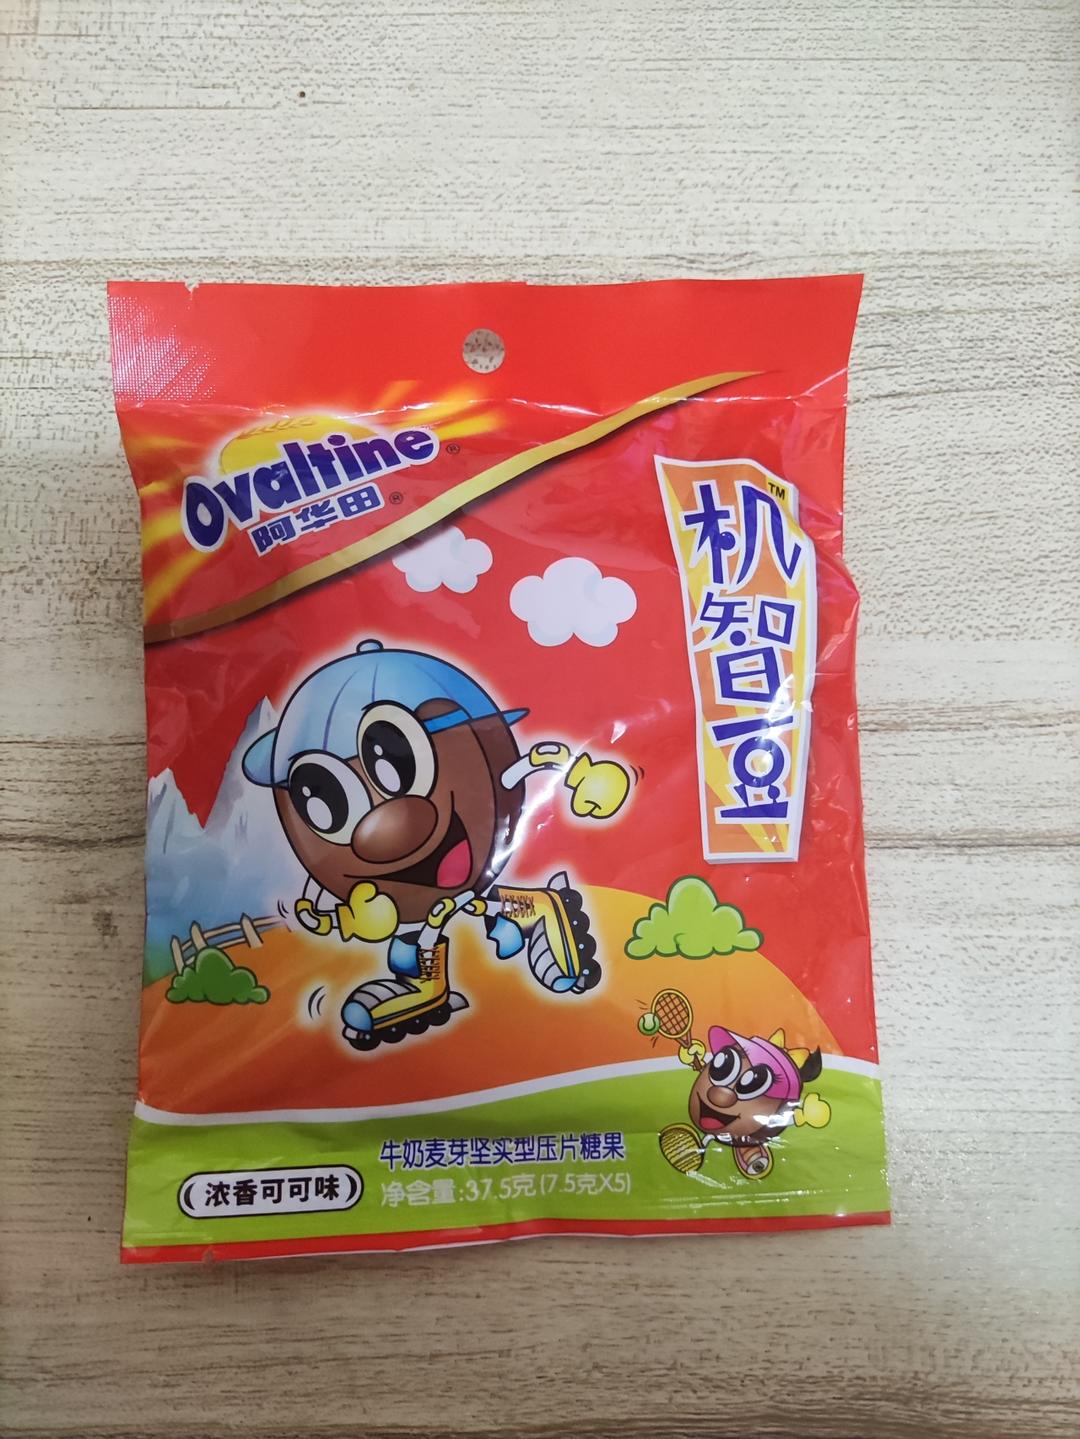 Ovaltine®
阿华田®
机智豆™
牛奶麦芽坚实型压片糖果
(浓香可可味)
净含量:37.5克(7.5克X5)